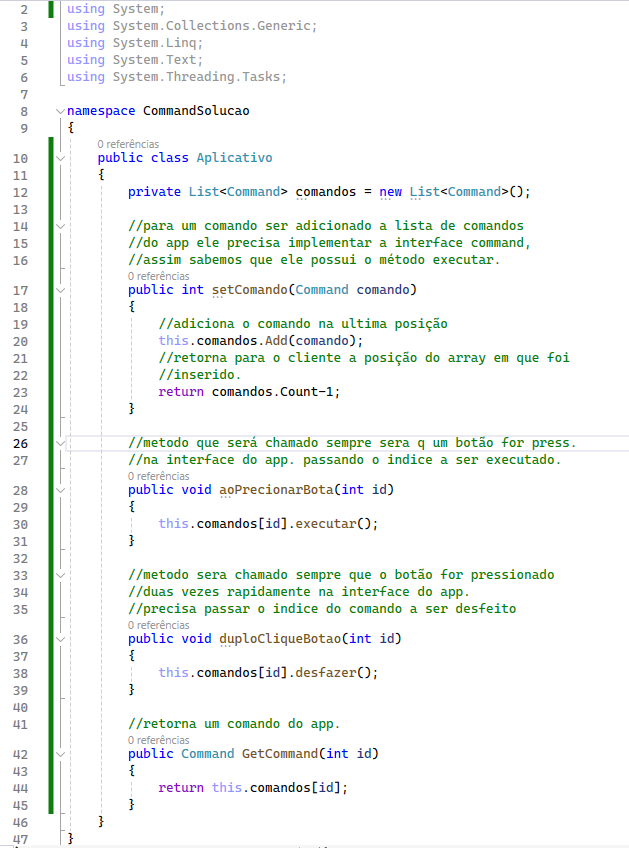 2 using System;
3 using System.Collections.Generic;
4 using System.Linq;
5 using System.Text;
6 using System.Threading.Tasks;
7
8 namespace CommandSolucao
9 {
0 referências
10 public class Aplicativo
11 {
12 private List<Command> comandos = new List<Command>();
13
14 //para um comando ser adicionado a lista de comandos
15 //do app ele precisa implementar a interface command,
16 //assim sabemos que ele possui o método executar.
0 referências
17 public int setComando(Command comando)
18 {
19 //adiciona o comando na ultima posição
20 this.comandos.Add(comando);
21 //retorna para o cliente a posição do array em que foi
22 //inserido.
23 return comandos.Count-1;
24 }
25
26 //metodo que será chamado sempre sera q um botão for press.
27 //na interface do app. passando o indice a ser executado.
0 referências
28 public void aoPrecionarBota(int id)
29 {
30 this.comandos[id].executar();
31 }
32
33 //metodo sera chamado sempre que o botão for pressionado
34 //duas vezes rapidamente na interface do app.
35 //precisa passar o indice do comando a ser desfeito
0 referências
36 public void duploCliqueBotao(int id)
37 {
38 this.comandos[id].desfazer();
39 }
40
41 //retorna um comando do app.
0 referências
42 public Command GetCommand(int id)
43 {
44 return this.comandos[id];
45 }
46 }
47 }